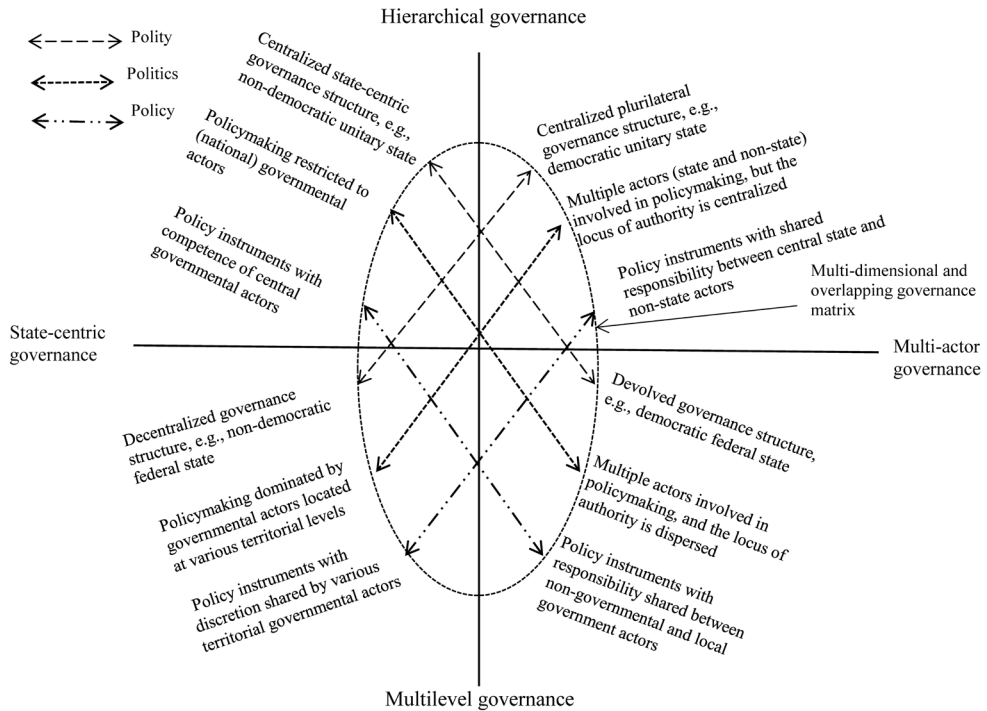 Hierarchical governance
Polity
Politics
Policy
Centralized state-centric
governance structure, e.g.,
non-democratic unitary state
Policymaking restricted to
(national) governmental
actors
Policy instruments with
competence of central
governmental actors
Centralized plurilateral
governance structure, e.g.,
democratic unitary state
Multiple actors (state and non-state)
involved in policymaking, but the
locus of authority is centralized
Policy instruments with shared
responsibility between central state and
non-state actors
Multi-dimensional and
overlapping governance
matrix
State-centric
governance
Multi-actor
governance
Decentralized governance
structure, e.g., non-democratic
federal state
Policymaking dominated by
governmental actors located
at various territorial levels
Policy instruments with
discretion shared by various
territorial governmental actors
Devolved governance structure,
e.g., democratic federal state
Multiple actors involved in
policymaking, and the locus of
authority is dispersed
Policy instruments with
responsibility shared between
non-governmental and local
government actors
Multilevel governance